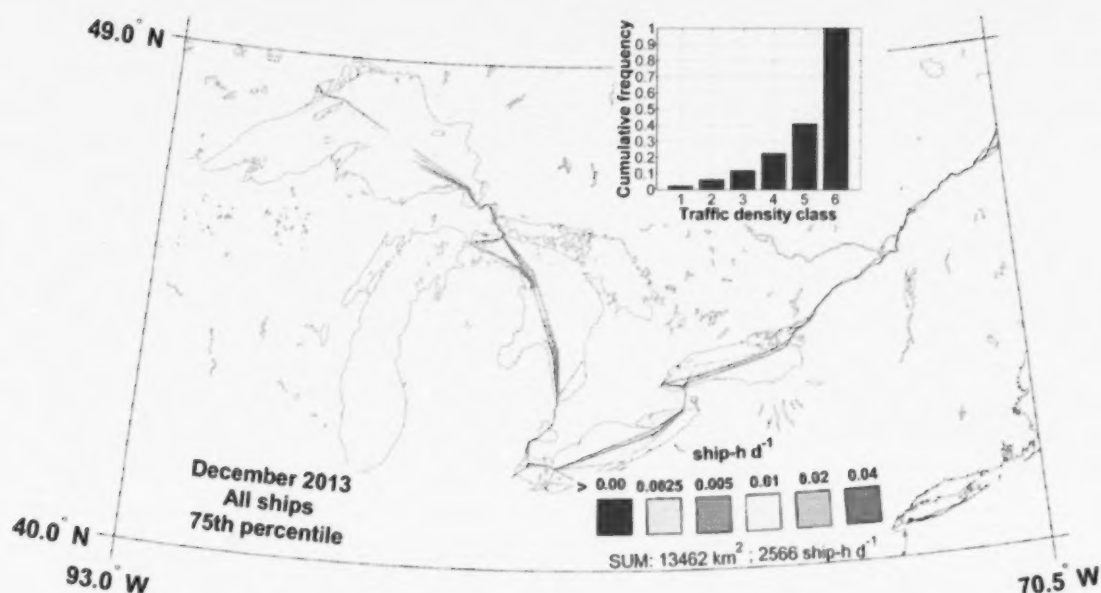 49.0° N
Cumulative frequency
1
0.9
0.8
0.7
0.6
0.5
0.4
0.3
0.2
0.1
0
1 2 3 4 5 6
Traffic density class
December 2013
All ships
75th percentile
ship-h d⁻¹
> 0.00 0.0025 0.005 0.01 0.02 0.04
SUM: 13462 km² ; 2566 ship-h d⁻¹
40.0° N
93.0° W
70.5° W